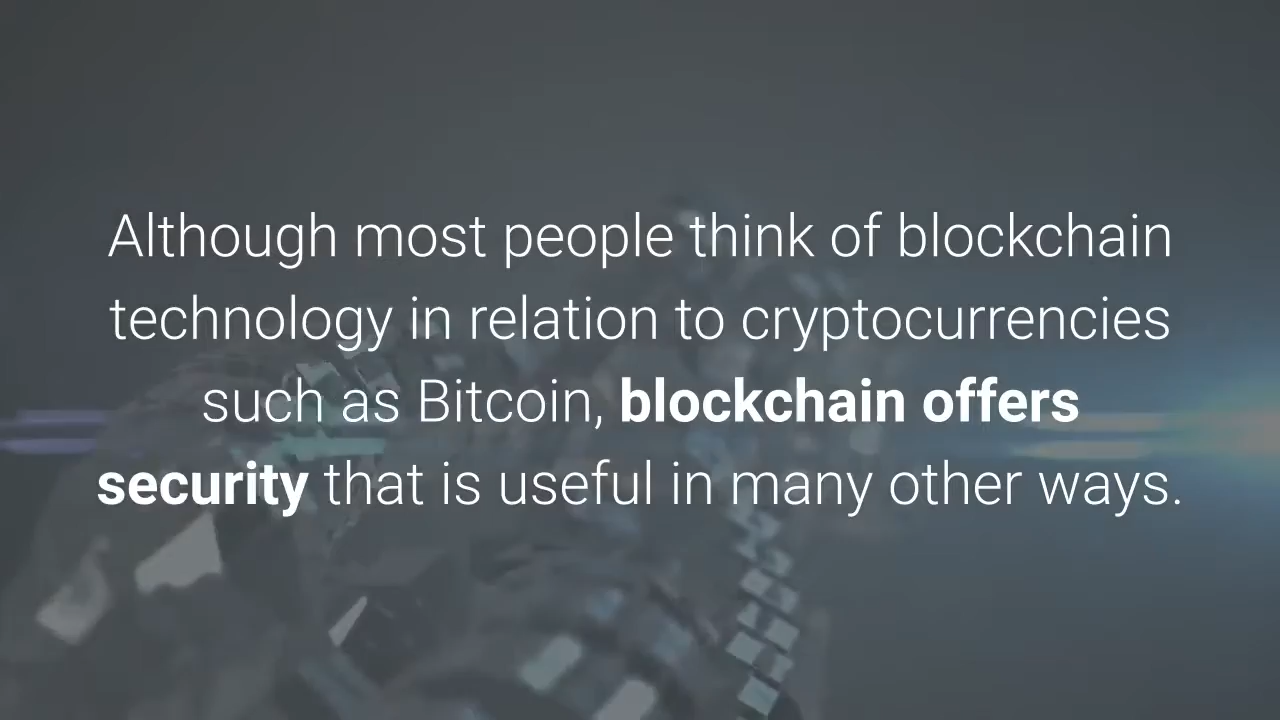 Although most people think of blockchain
technology in relation to cryptocurrencies
such as Bitcoin, blockchain offers
security that is useful in many other ways.